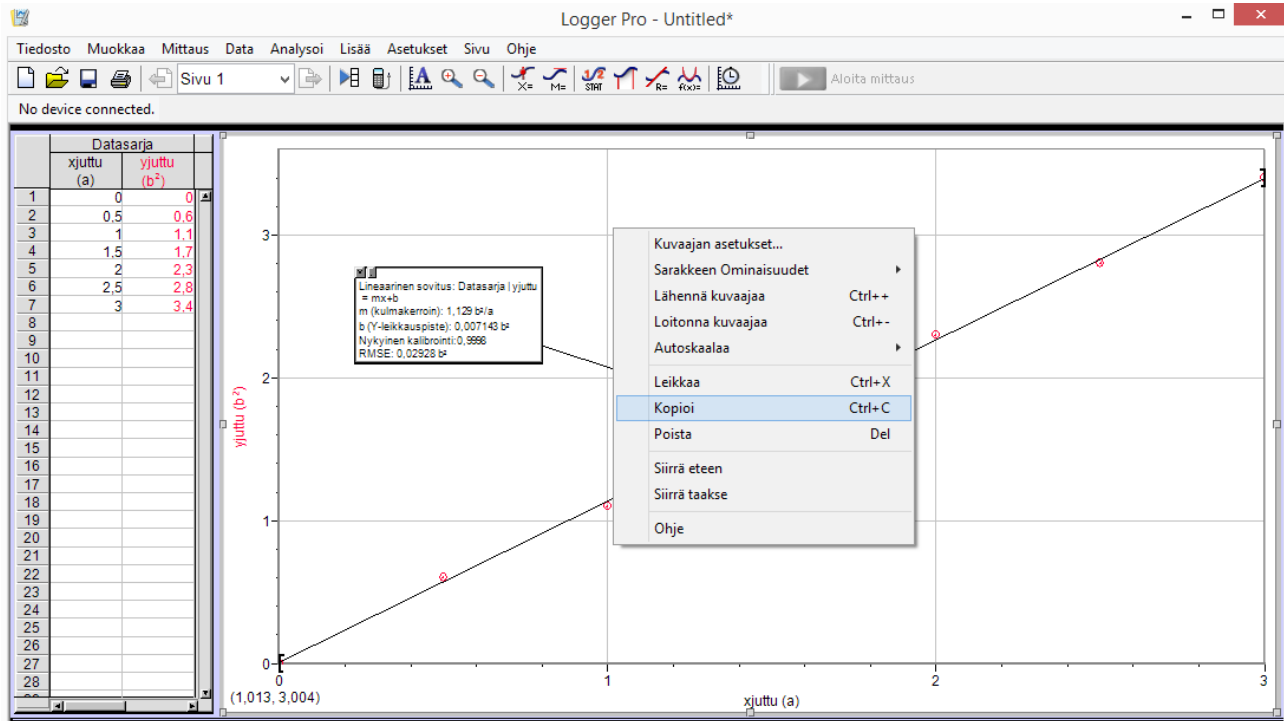 Logger Pro - Untitled*
Tiedosto Muokkaa Mittaus Data Analysoi Lisää Asetukset Sivu Ohje
Sivu 1
X= M= STAT R= f(x)= Aloita mittaus
No device connected.
Datasarja
xjuttu yjuttu
(a) (b²)
1 0 0
2 0,5 0,6
3 1 1,1
4 1,5 1,7
5 2 2,3
6 2,5 2,8
7 3 3,4
8
9
10
11
12
13
14
15
16
17
18
19
20
21
22
23
24
25
26
27
28
yjuttu (b²)
3
2
1
0
Lineaarinen sovitus: Datasarja | yjuttu
= mx+b
m (kulmakerroin): 1,129 b²/a
b (Y-leikkauspiste): 0,007143 b²
Nykyinen kalibrointi:0,9998
RMSE: 0,02928 b²
Kuvaajan asetukset...
Sarakkeen Ominaisuudet
Lähennä kuvaajaa Ctrl++
Loitonna kuvaajaa Ctrl+-
Autoskaalaa
Leikkaa Ctrl+X
Kopioi Ctrl+C
Poista Del
Siirrä eteen
Siirrä taakse
Ohje
0 1 2 3
(1,013, 3,004)
xjuttu (a)